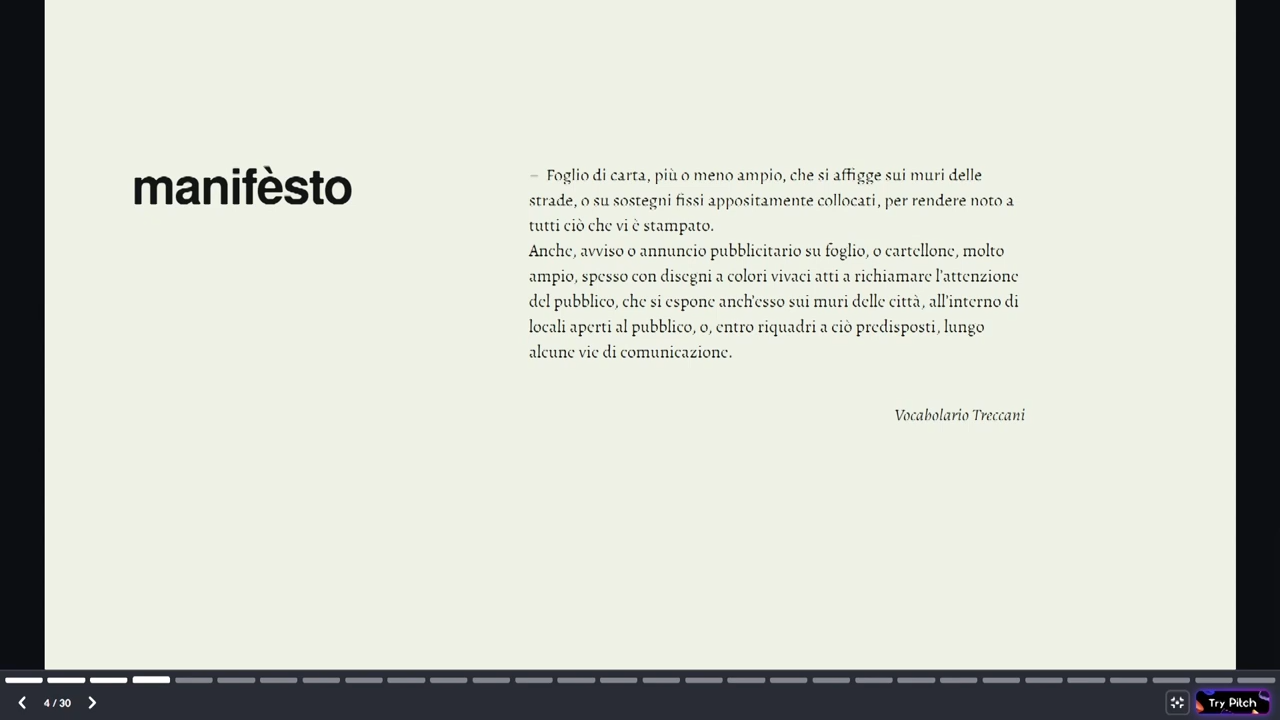 manifèsto
– Foglio di carta, più o meno ampio, che si affigge sui muri delle
strade, o su sostegni fissi appositamente collocati, per rendere noto a
tutti ciò che vi è stampato.
Anche, avviso o annuncio pubblicitario su foglio, o cartellone, molto
ampio, spesso con disegni a colori vivaci atti a richiamare l'attenzione
del pubblico, che si espone anch'esso sui muri delle città, all'interno di
locali aperti al pubblico, o, entro riquadri a ciò predisposti, lungo
alcune vie di comunicazione.
Vocabolario Treccani
4 / 30
Try Pitch